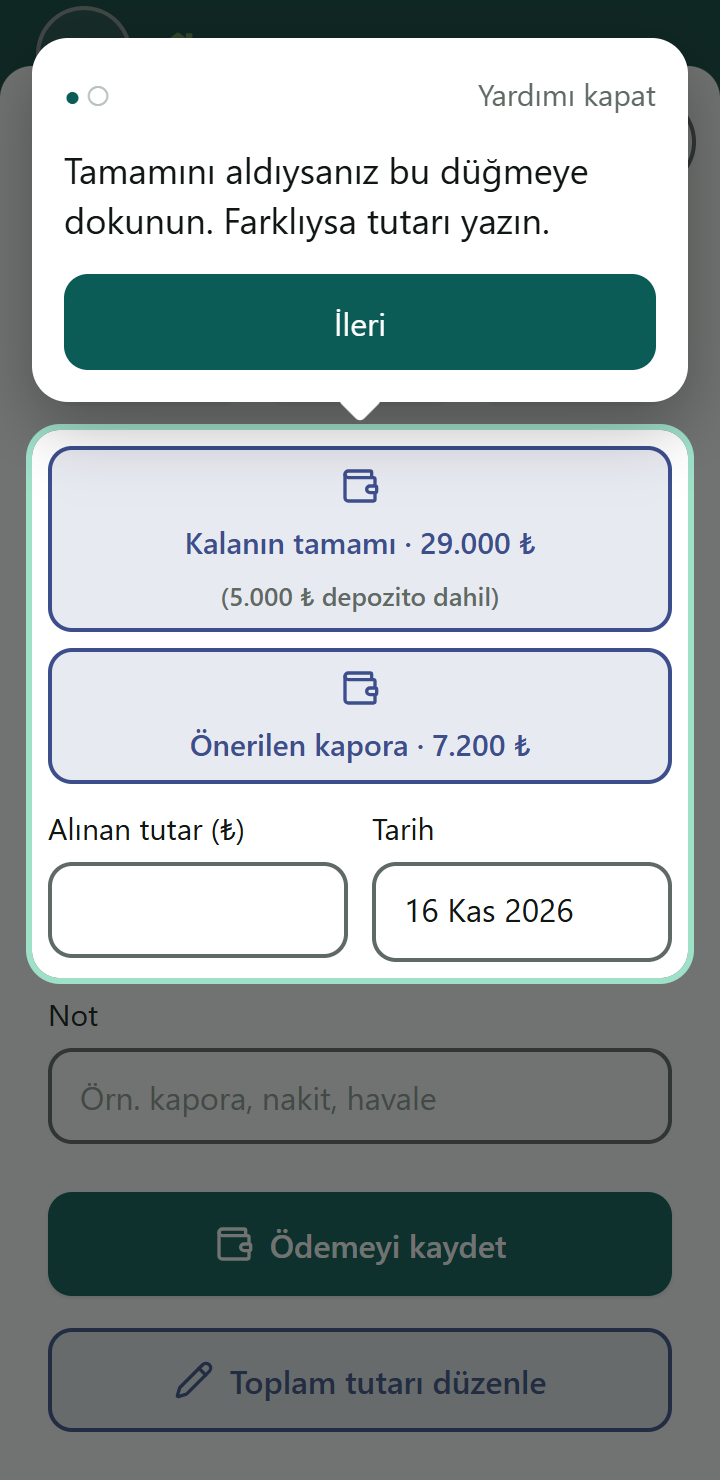 Yardımı kapat
Tamamını aldıysanız bu düğmeye
dokunun. Farklıysa tutarı yazın.
İleri
Kalanın tamamı · 29.000 ₺
(5.000 ₺ depozito dahil)
Önerilen kapora · 7.200 ₺
Alınan tutar (₺)
Tarih
16 Kas 2026
Not
Örn. kapora, nakit, havale
Ödemeyi kaydet
Toplam tutarı düzenle